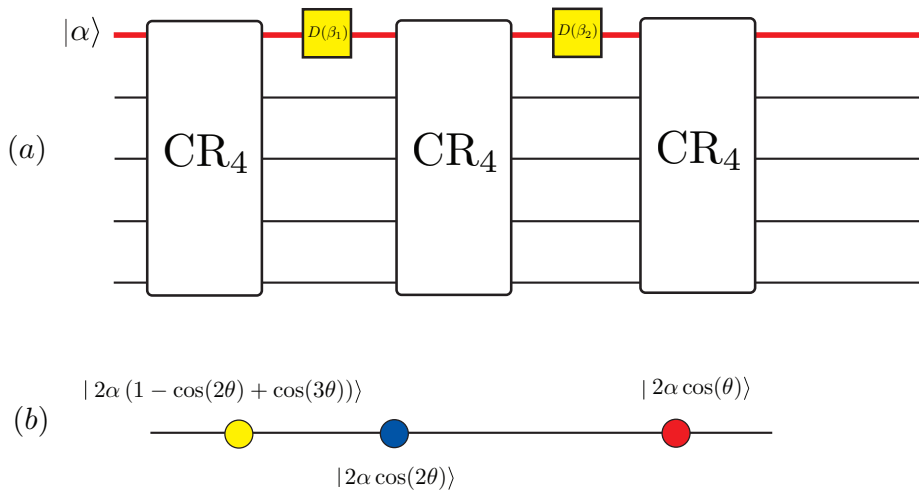 |α⟩ D(β₁) D(β₂)
(a) CR₄ CR₄ CR₄
| 2α (1 − cos(2θ) + cos(3θ))⟩ | 2α cos(θ)⟩
(b)
| 2α cos(2θ)⟩